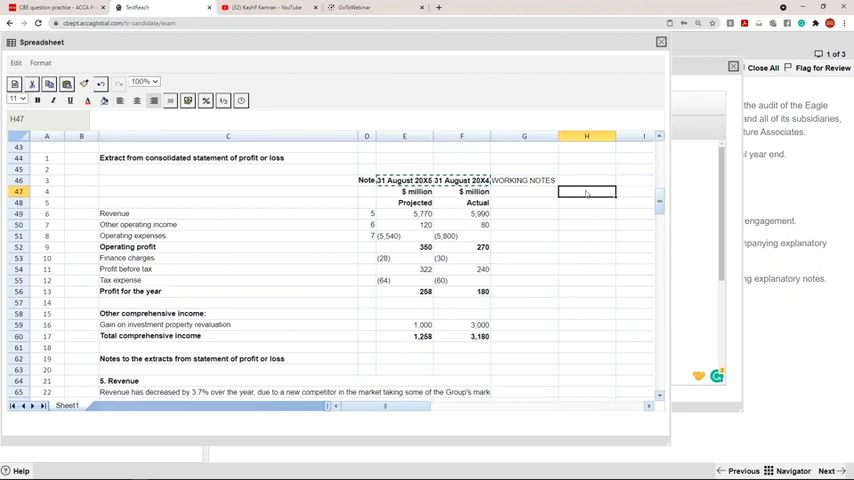 CBE question practice - ACCA Pr
TestReach
(32) Kashif Kamran - YouTube
GoToWebinar
cbept.accaglobal.com/tr-candidate/exam
1 of 3
Spreadsheet
Close All Flag for Review
Edit Format
100%
11 B I U A
H47
A B C D E F G H I
43
44 1 Extract from consolidated statement of profit or loss
45 2
46 3 Note 31 August 20X5 31 August 20X4 WORKING NOTES
47 4 $ million $ million
48 5 Projected Actual
49 6 Revenue 5 5,770 5,990
50 7 Other operating income 6 120 80
51 8 Operating expenses 7 (5,540) (5,800)
52 9 Operating profit 350 270
53 10 Finance charges (28) (30)
54 11 Profit before tax 322 240
55 12 Tax expense (64) (60)
56 13 Profit for the year 258 180
57 14
58 15 Other comprehensive income:
59 16 Gain on investment property revaluation 1,000 3,000
60 17 Total comprehensive income 1,258 3,180
61 18
62 19 Notes to the extracts from statement of profit or loss
63 20
64 21 5. Revenue
65 22 Revenue has decreased by 3.7% over the year, due to a new competitor in the market taking some of the Group's mark
Sheet1
the audit of the Eagle
and all of its subsidiaries,
ture Associates.
l year end.
engagement.
mpanying explanatory
ng explanatory notes.
Help Previous Navigator Next